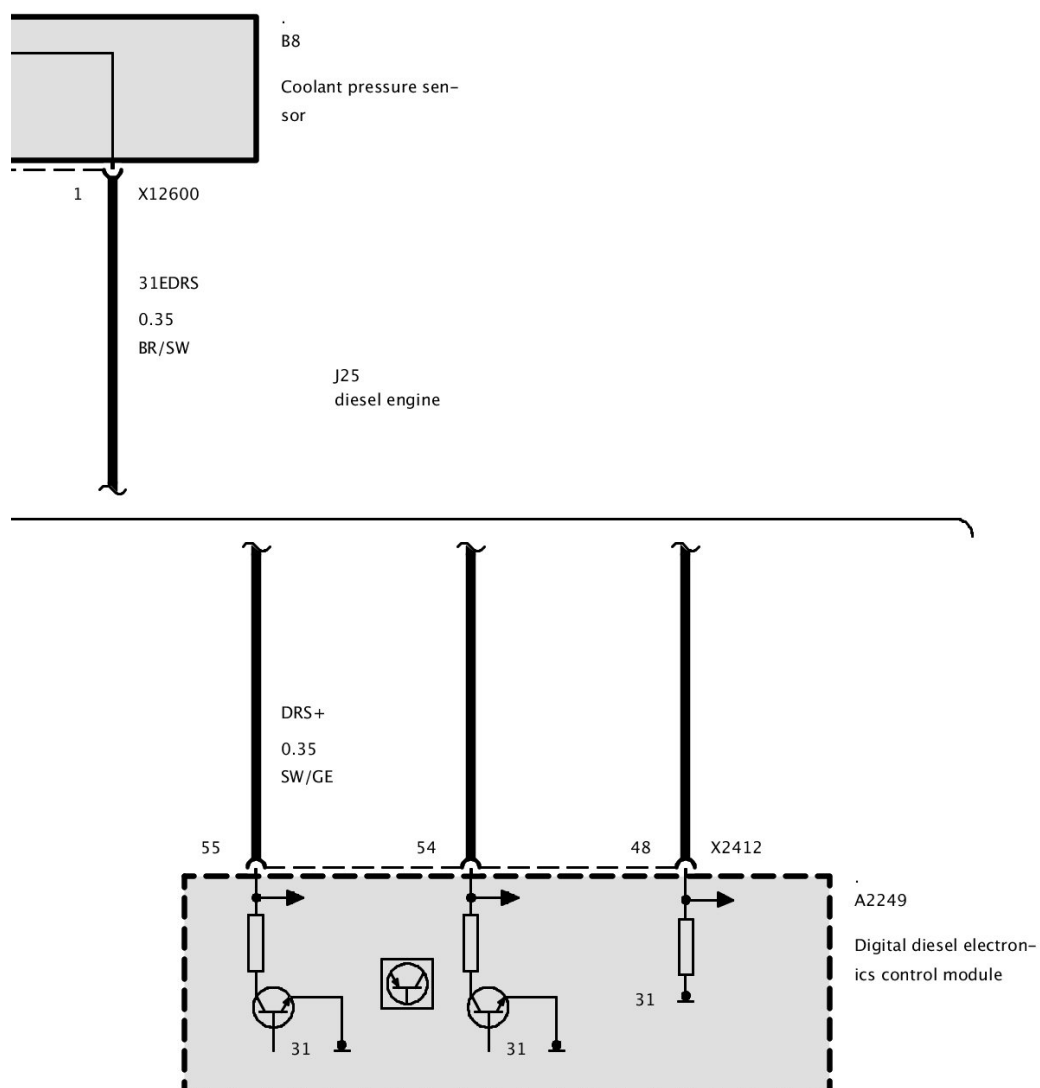 .
B8
Coolant pressure sen-
sor
1 X12600
31EDRS
0.35
BR/SW
J25
diesel engine
DRS+
0.35
SW/GE
55 54 48 X2412
.
A2249
Digital diesel electron-
ics control module
31
31 31